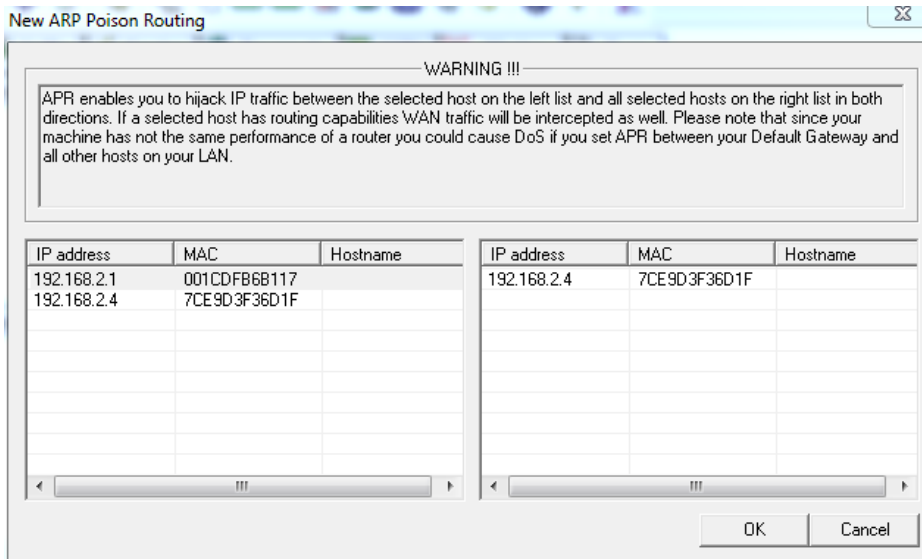 New ARP Poison Routing
WARNING !!!
APR enables you to hijack IP traffic between the selected host on the left list and all selected hosts on the right list in both
directions. If a selected host has routing capabilities WAN traffic will be intercepted as well. Please note that since your
machine has not the same performance of a router you could cause DoS if you set APR between your Default Gateway and
all other hosts on your LAN.
IP address MAC Hostname
192.168.2.1 001CDFB6B117
192.168.2.4 7CE9D3F36D1F
IP address MAC Hostname
192.168.2.4 7CE9D3F36D1F
OK Cancel